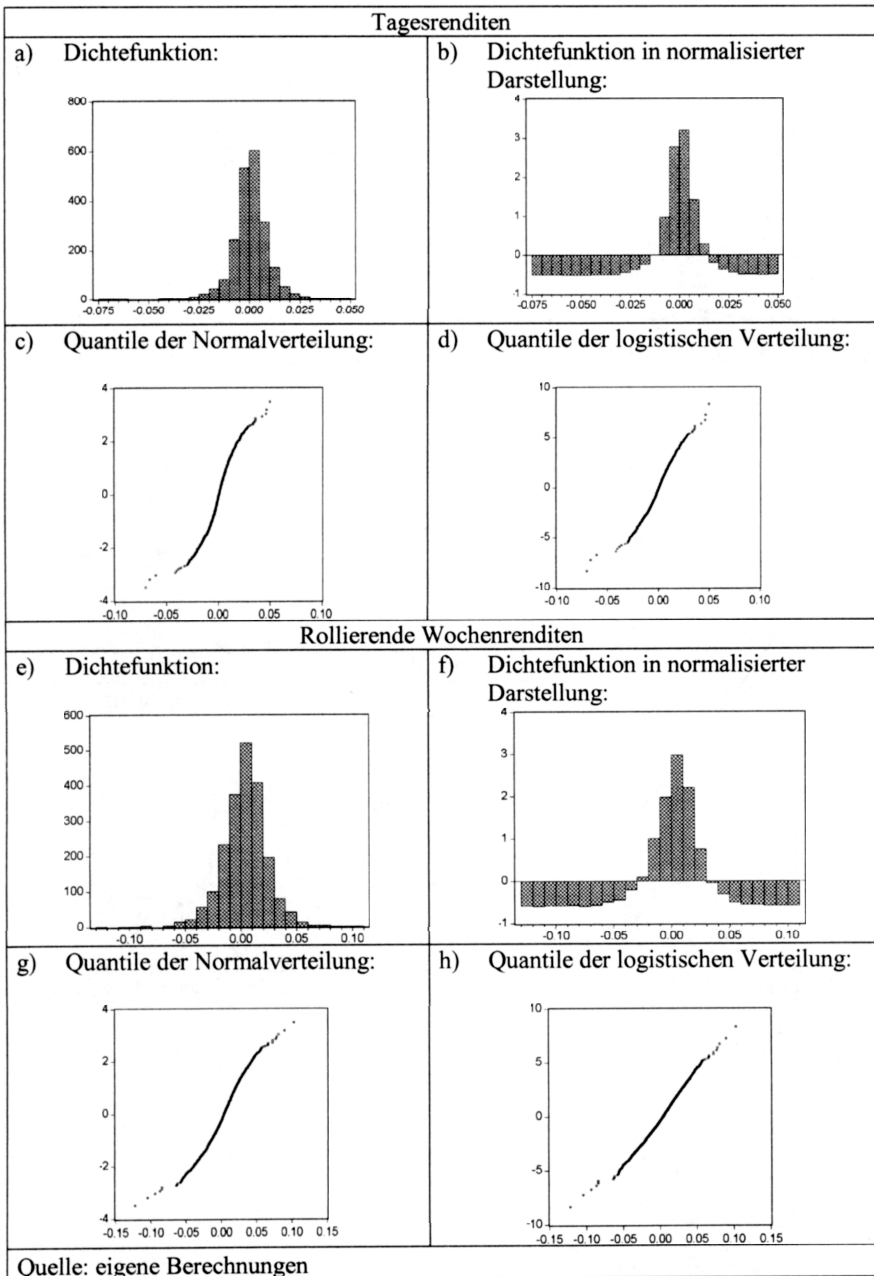 Tagesrenditen
a) Dichtefunktion:
800
600
400
200
0
-0.075 -0.050 -0.025 0.000 0.025 0.050
b) Dichtefunktion in normalisierter
Darstellung:
4
3
2
1
0
-1
-0.075 -0.050 -0.025 0.000 0.025 0.050
c) Quantile der Normalverteilung:
4
2
0
-2
-4
-0.10 -0.05 0.00 0.05 0.10
d) Quantile der logistischen Verteilung:
10
5
0
-5
-10
-0.10 -0.05 0.00 0.05 0.10
Rollierende Wochenrenditen
e) Dichtefunktion:
600
500
400
300
200
100
0
-0.10 -0.05 0.00 0.05 0.10
f) Dichtefunktion in normalisierter
Darstellung:
4
3
2
1
0
-1
-0.10 -0.05 0.00 0.05 0.10
g) Quantile der Normalverteilung:
4
2
0
-2
-4
-0.15 -0.10 -0.05 0.00 0.05 0.10 0.15
h) Quantile der logistischen Verteilung:
10
5
0
-5
-10
-0.15 -0.10 -0.05 0.00 0.05 0.10 0.15
Quelle: eigene Berechnungen